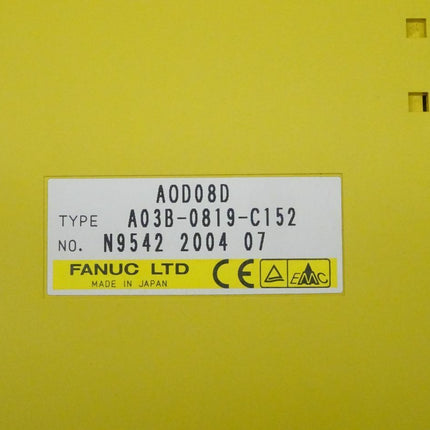 AOD08D
TYPE A03B-0819-C152
NO. N9542 2004 07
FANUC LTD CE EMC
MADE IN JAPAN